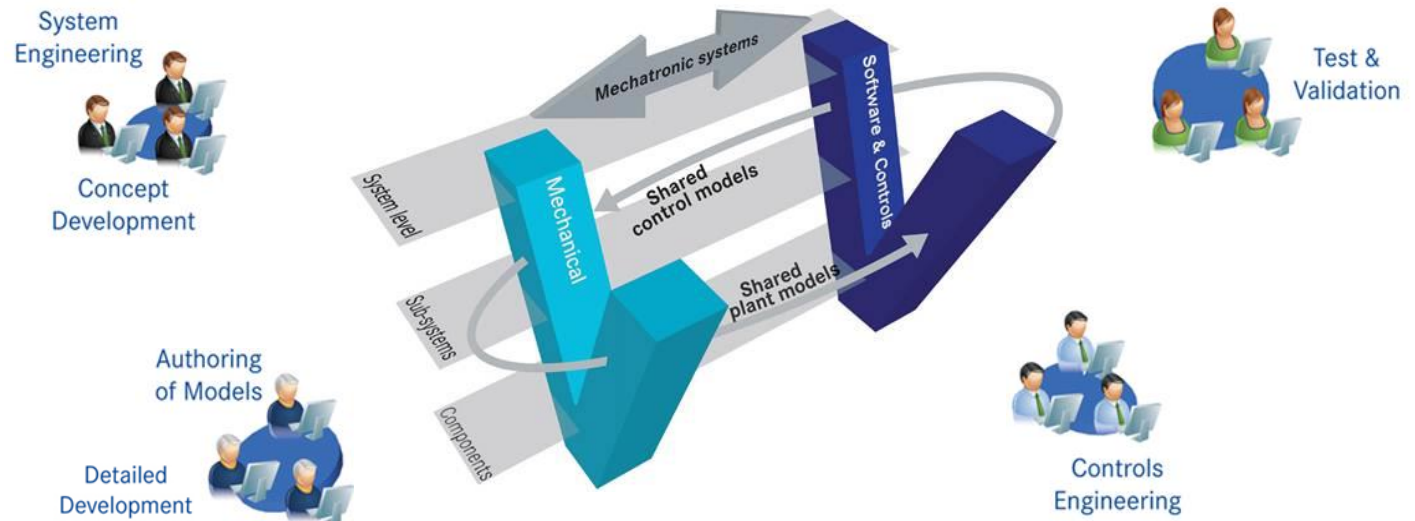 System
Engineering
Concept
Development
Authoring
of Models
Detailed
Development
Mechatronic systems
System level
Sub-systems
Components
Mechanical
Software & Controls
Shared
control models
Shared
plant models
Test &
Validation
Controls
Engineering